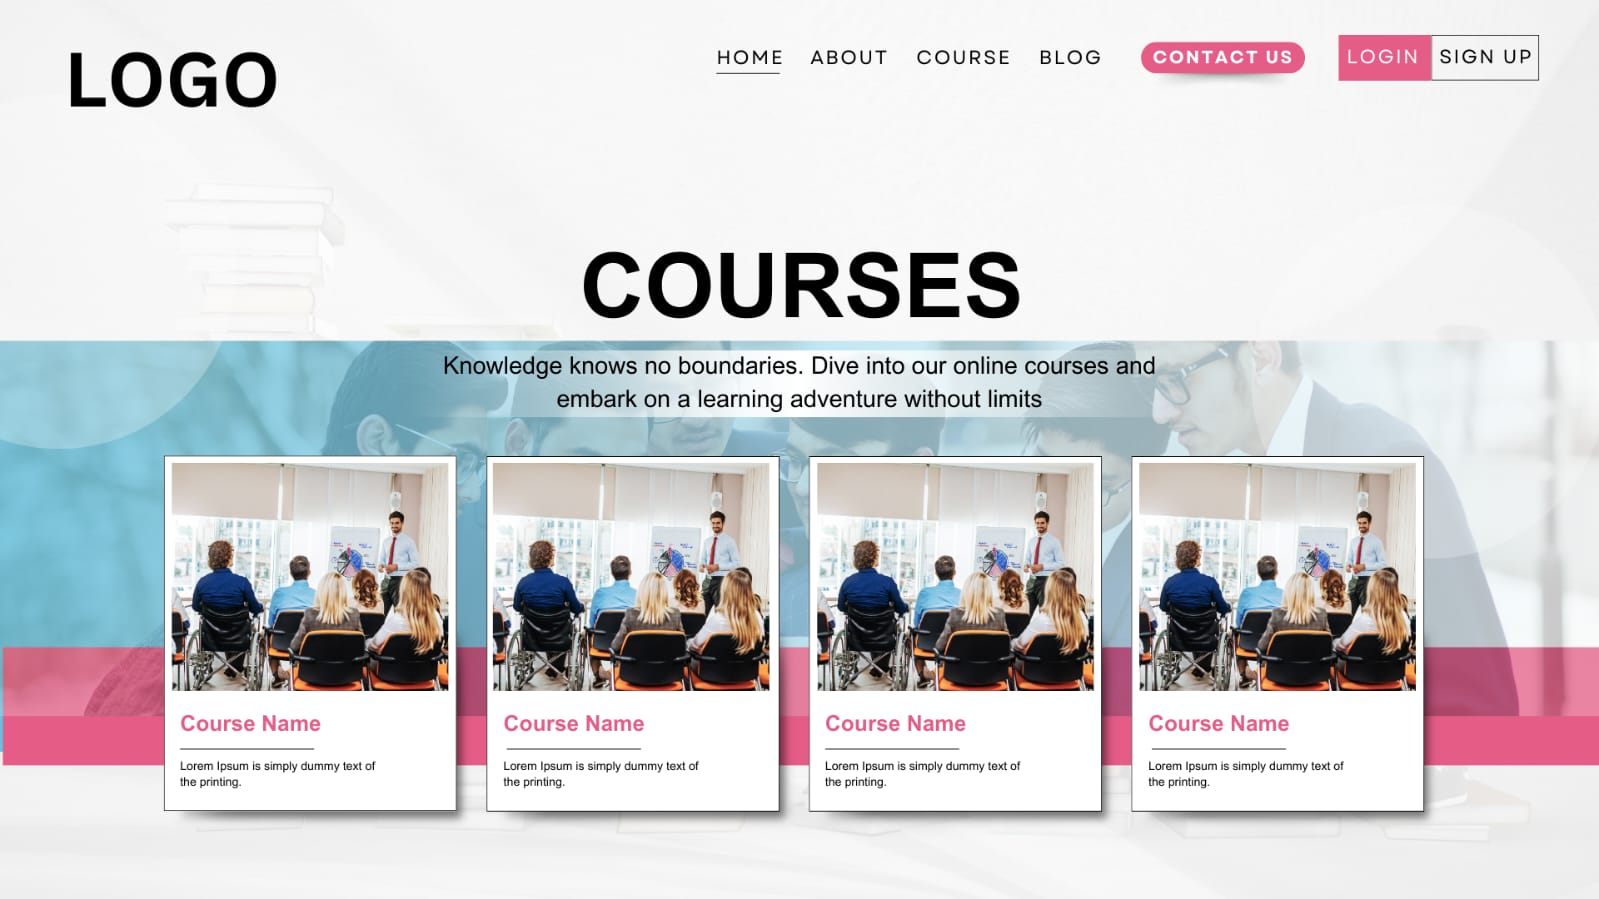 LOGO
HOME ABOUT COURSE BLOG CONTACT US LOGIN SIGN UP
COURSES
Knowledge knows no boundaries. Dive into our online courses and
embark on a learning adventure without limits
Course Name
Lorem Ipsum is simply dummy text of
the printing.
Course Name
Lorem Ipsum is simply dummy text of
the printing.
Course Name
Lorem Ipsum is simply dummy text of
the printing.
Course Name
Lorem Ipsum is simply dummy text of
the printing.